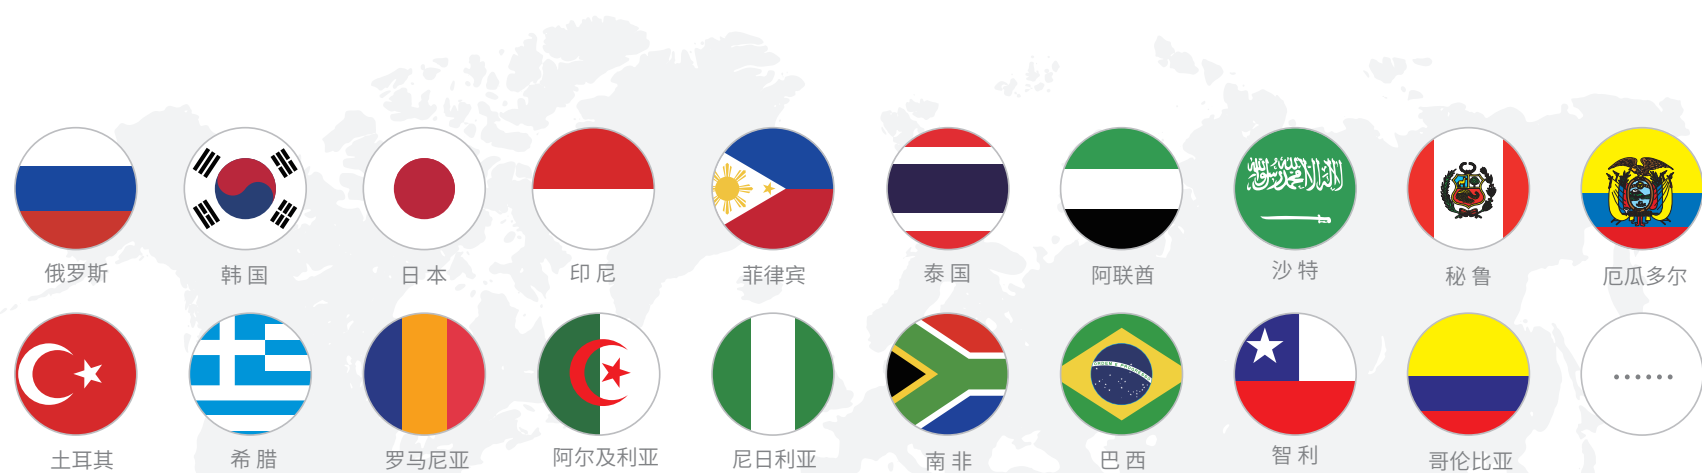 俄罗斯
韩国
日本
印尼
菲律宾
泰国
阿联酋
沙特
秘鲁
厄瓜多尔
土耳其
希腊
罗马尼亚
阿尔及利亚
尼日利亚
南非
巴西
智利
哥伦比亚
······